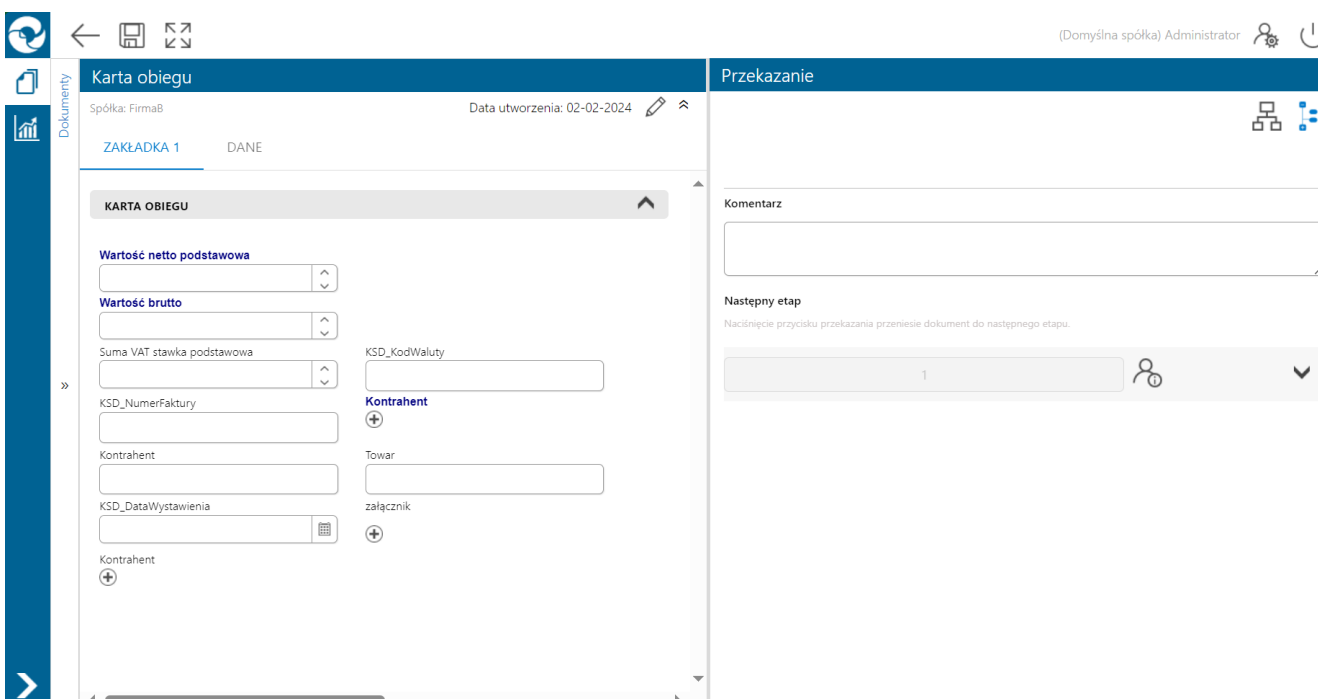 (Domyślna spółka) Administrator
Dokumenty
Karta obiegu
Spółka: FirmaB
Data utworzenia: 02-02-2024
ZAKŁADKA 1
DANE
KARTA OBIEGU
Wartość netto podstawowa
Wartość brutto
Suma VAT stawka podstawowa
KSD_KodWaluty
KSD_NumerFaktury
Kontrahent
Kontrahent
Towar
KSD_DataWystawienia
załącznik
Kontrahent
Przekazanie
Komentarz
Następny etap
Naciśnięcie przycisku przekazania przeniesie dokument do następnego etapu.
1